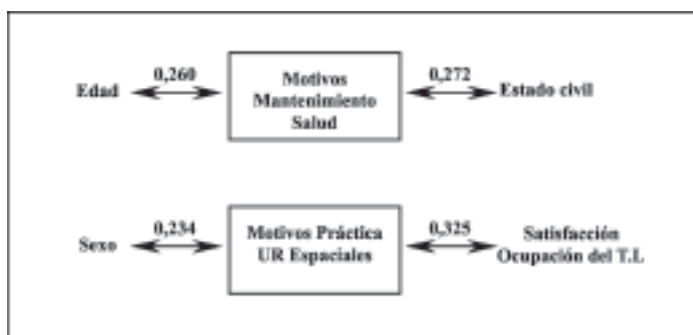 Edad
0,260
Motivos
Mantenimiento
Salud
0,272
Estado civil
Sexo
0,234
Motivos Práctica
UR Espaciales
0,325
Satisfacción
Ocupación del T.L